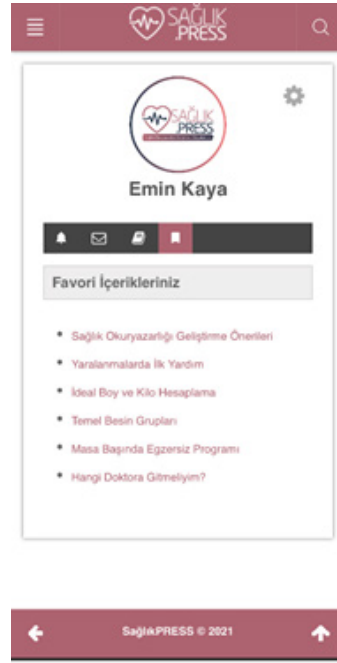 SAĞLIK
.PRESS
SAĞLIK
.PRESS
Emin Kaya
Favori İçerikleriniz
Sağlık Okuryazarlığı Geliştirme Önerileri
Yaralanmalarda İlk Yardım
İdeal Boy ve Kilo Hesaplama
Temel Besin Grupları
Masa Başında Egzersiz Programı
Hangi Doktora Gitmeliyim?
SağlıkPRESS © 2021